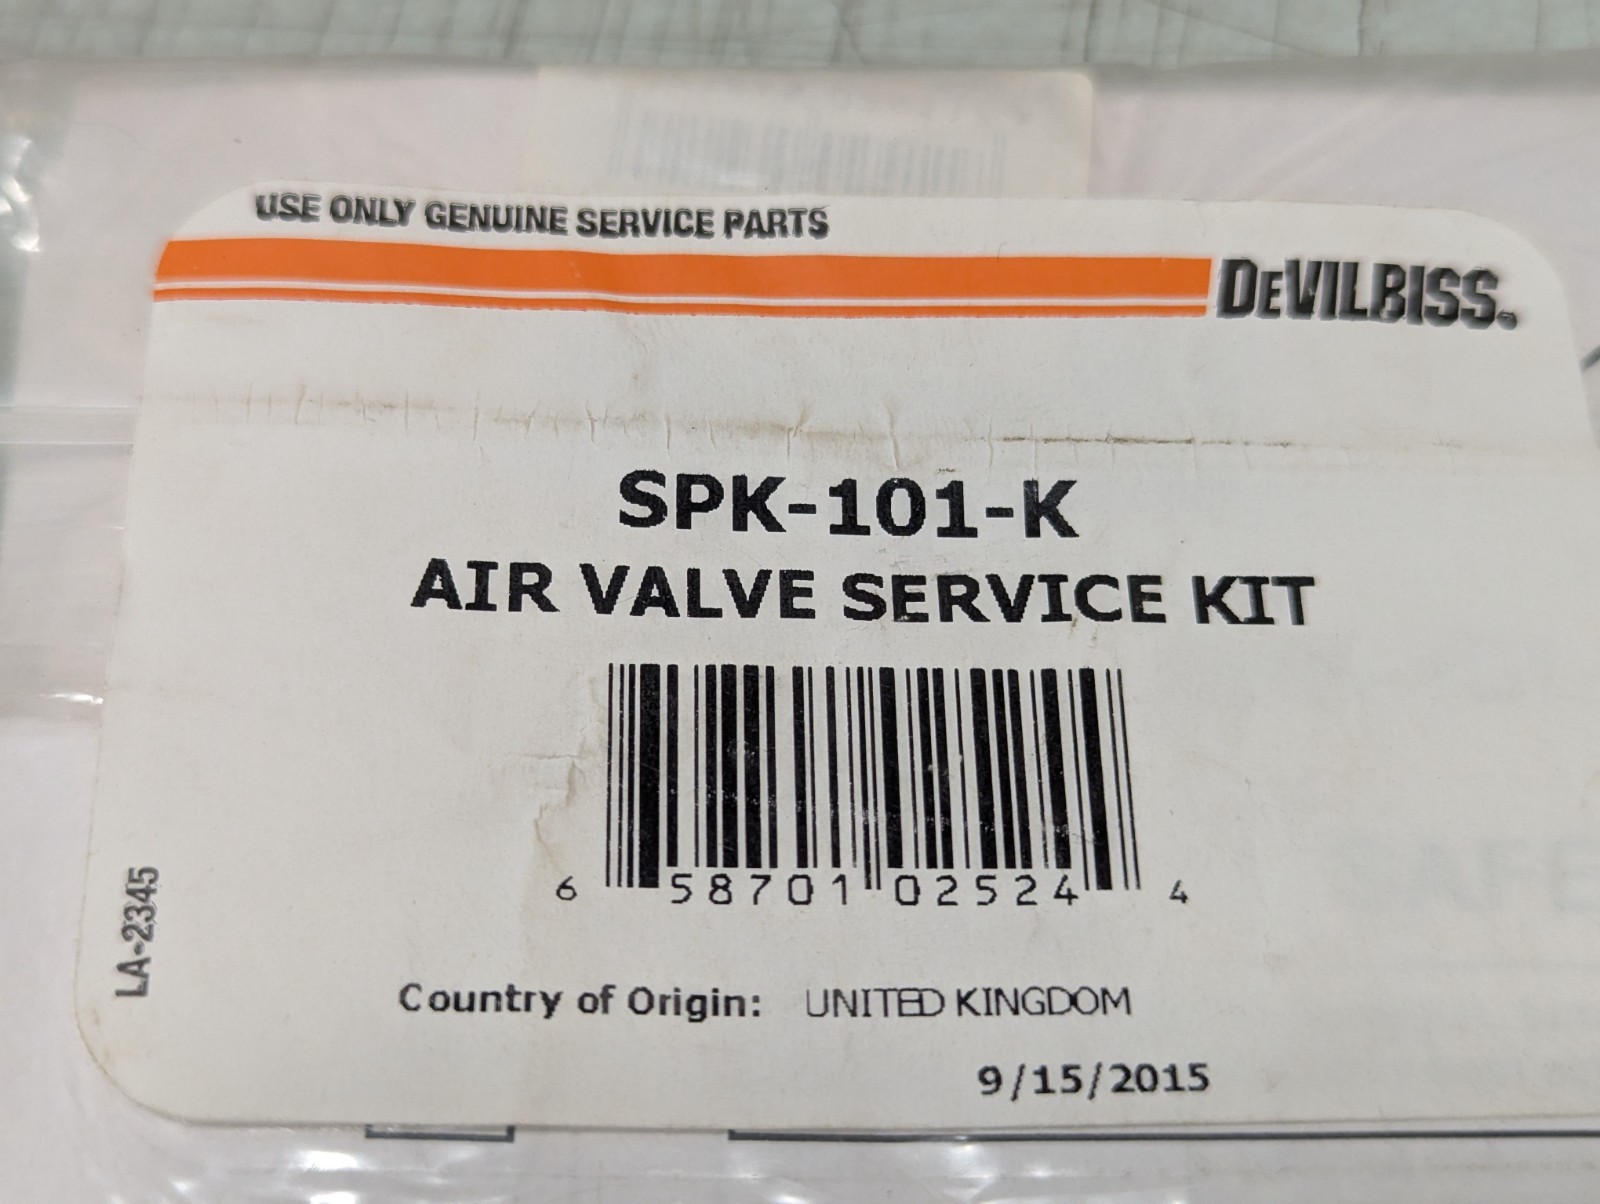 USE ONLY GENUINE SERVICE PARTS
DEVILBISS
SPK-101-K
AIR VALVE SERVICE KIT
6 58701 02524 4
LA-2345
Country of Origin: UNITED KINGDOM
9/15/2015